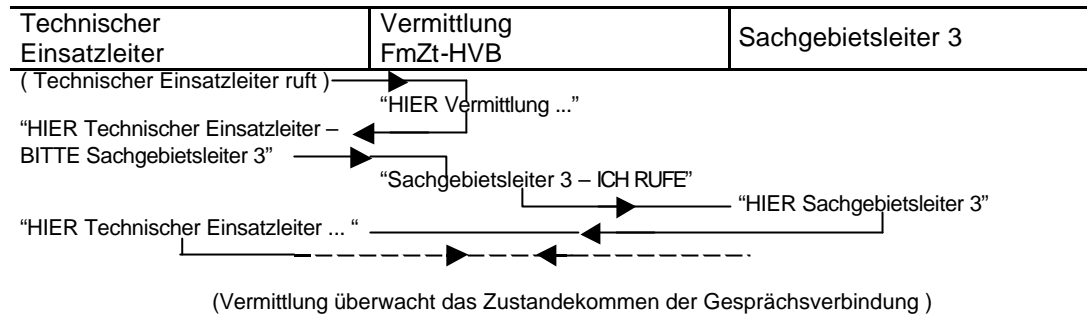 Technischer
Einsatzleiter
Vermittlung
FmZt-HVB
Sachgebietsleiter 3
( Technischer Einsatzleiter ruft )
“HIER Vermittlung ...”
“HIER Technischer Einsatzleiter –
BITTE Sachgebietsleiter 3”
“Sachgebietsleiter 3 – ICH RUFE”
“HIER Sachgebietsleiter 3”
“HIER Technischer Einsatzleiter ... “
(Vermittlung überwacht das Zustandekommen der Gesprächsverbindung )